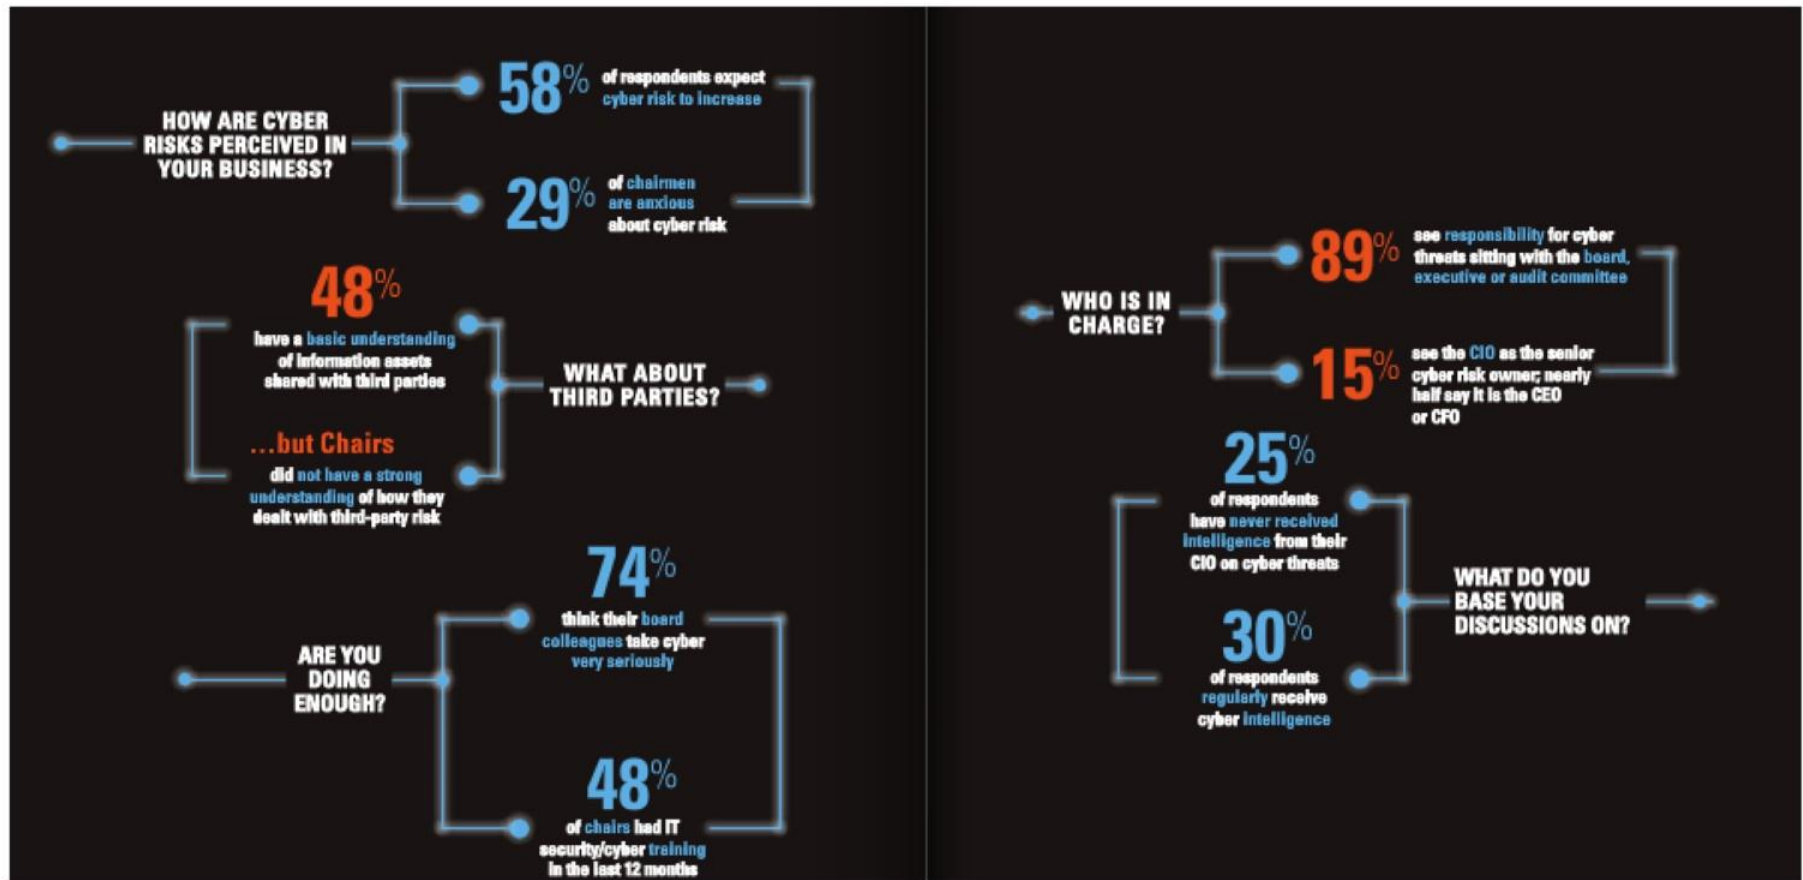 HOW ARE CYBER
RISKS PERCEIVED IN
YOUR BUSINESS?
58%
of respondents expect
cyber risk to increase
29%
of chairmen
are anxious
about cyber risk
48%
have a basic understanding
of information assets
shared with third parties
...but Chairs
did not have a strong
understanding of how they
dealt with third-party risk
WHAT ABOUT
THIRD PARTIES?
ARE YOU
DOING
ENOUGH?
74%
think their board
colleagues take cyber
very seriously
48%
of chairs had IT
security/cyber training
in the last 12 months
WHO IS IN
CHARGE?
89%
see responsibility for cyber
threats sitting with the board,
executive or audit committee
15%
see the CIO as the senior
cyber risk owner; nearly
half say it is the CEO
or CFO
25%
of respondents
have never received
intelligence from their
CIO on cyber threats
30%
of respondents
regularly receive
cyber intelligence
WHAT DO YOU
BASE YOUR
DISCUSSIONS ON?